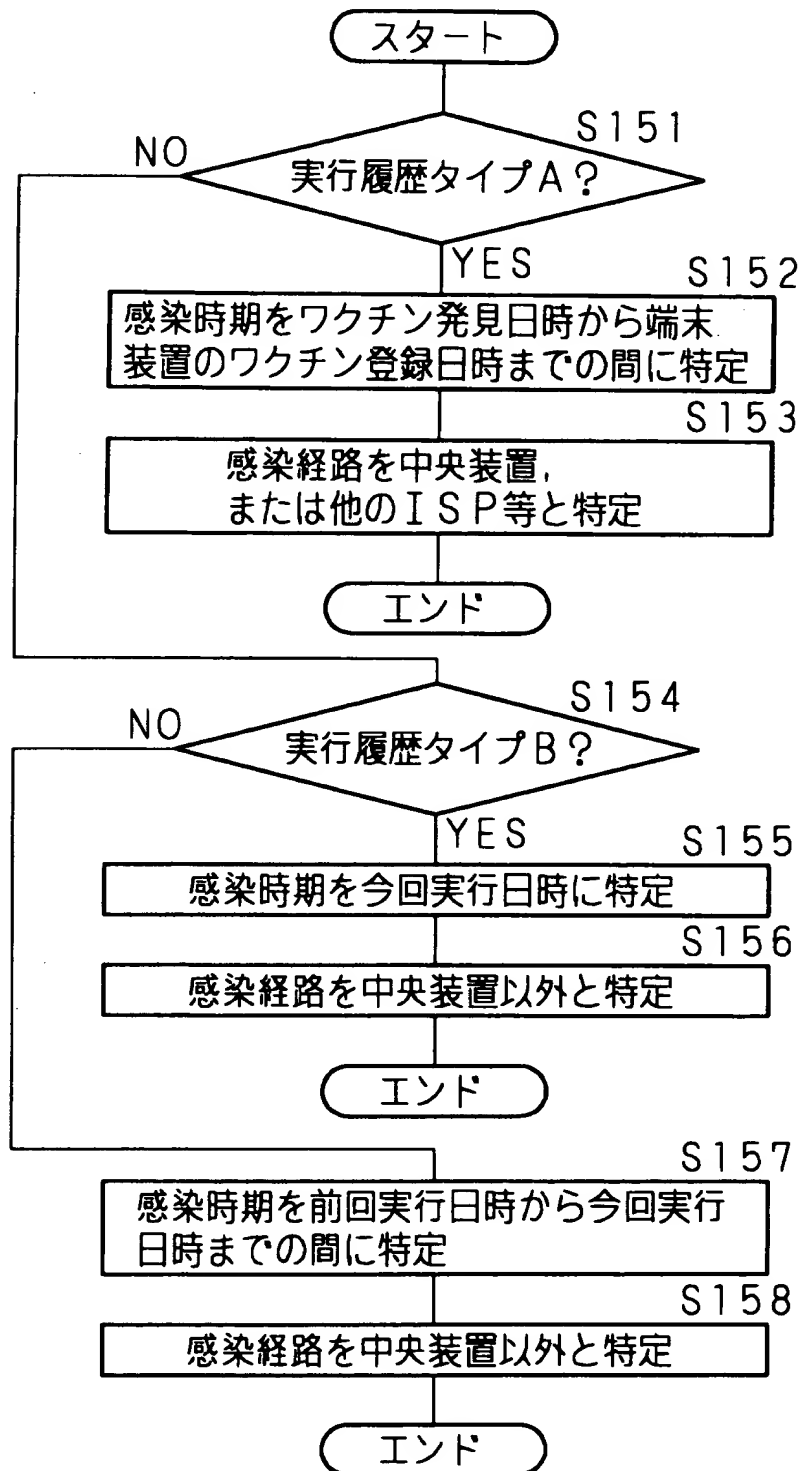 スタート
S151
NO
実行履歴タイプA?
YES
S152
感染時期をワクチン発見日時から端末
装置のワクチン登録日時までの間に特定
S153
感染経路を中央装置,
または他のISP等と特定
エンド
S154
NO
実行履歴タイプB?
YES
S155
感染時期を今回実行日時に特定
S156
感染経路を中央装置以外と特定
エンド
S157
感染時期を前回実行日時から今回実行
日時までの間に特定
S158
感染経路を中央装置以外と特定
エンド